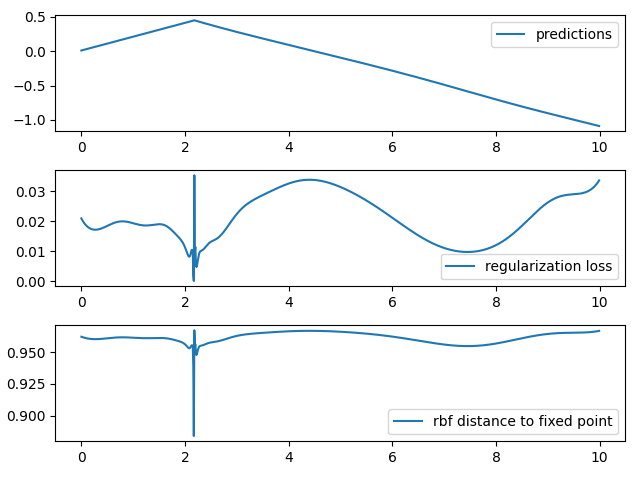 0.5
0.0
−0.5
−1.0
predictions
0 2 4 6 8 10
0.03
0.02
0.01
0.00
regularization loss
0 2 4 6 8 10
0.950
0.925
0.900
rbf distance to fixed point
0 2 4 6 8 10